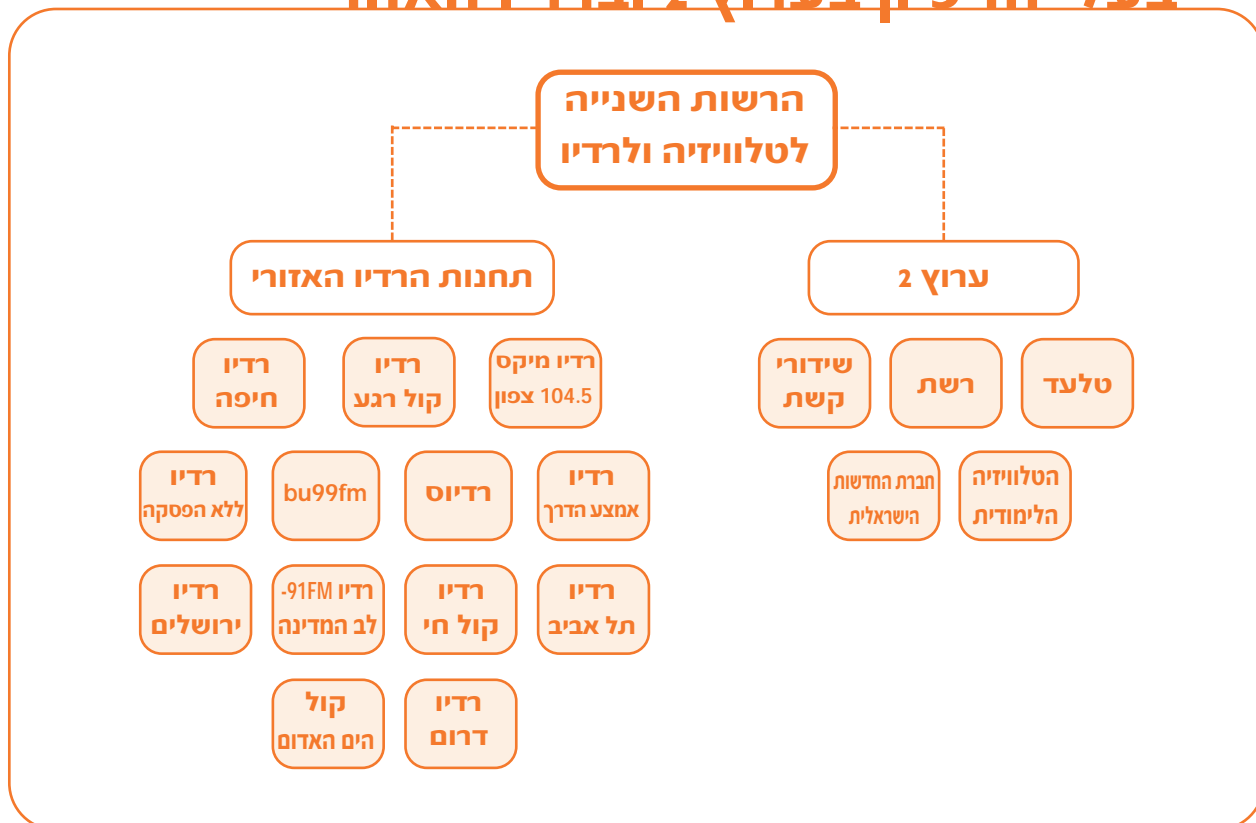 הרשות השנייה
לטלוויזיה ולרדיו
ערוץ 2
תחנות הרדיו האזורי
טלעד
רשת
שידורי
קשת
הטלוויזיה
הלימודית
חברת החדשות
הישראלית
רדיו מיקס
104.5 צפון
רדיו
קול רגע
רדיו
חיפה
רדיו
אמצע הדרך
רדיוס
bu99fm
רדיו
ללא הפסקה
רדיו
תל אביב
רדיו
קול חי
רדיו 91FM-
לב המדינה
רדיו
ירושלים
רדיו
דרום
קול
הים האדום